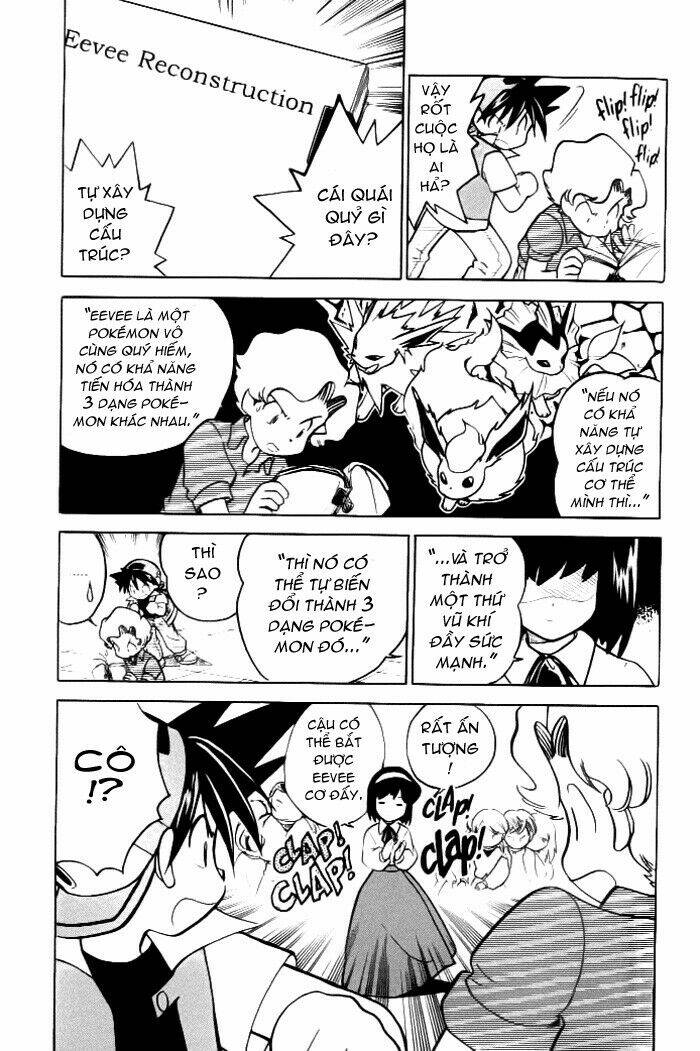 Eevee Reconstruction
TỰ XÂY
DỰNG
CẤU
TRÚC?
CÁI QUÁI
QUỶ GÌ
ĐÂY?
VẬY
RỐT
CUỘC
HỌ LÀ
AI
HẢ?
flip!
flip!
flip!
flip!
"EEVEE LÀ MỘT
POKÉMON VÔ
CÙNG QUÝ HIẾM,
NÓ CÓ KHẢ NĂNG
TIẾN HÓA THÀNH
3 DẠNG POKÉ-
MON KHÁC NHAU."
"NẾU NÓ
CÓ KHẢ
NĂNG TỰ
XÂY DỰNG
CẤU TRÚC
CƠ THỂ
MÌNH THÌ..."
......
THÌ
SAO?
"THÌ NÓ CÓ
THỂ TỰ BIẾN
ĐỔI THÀNH 3
DẠNG POKÉ-
MON ĐÓ..."
"...VÀ TRỞ
THÀNH
MỘT THỨ
VŨ KHÍ
ĐẦY SỨC
MẠNH."
CÔ
!?
CẬU CÓ
THỂ BẮT
ĐƯỢC
EEVEE
CƠ ĐẤY.
RẤT ẤN
TƯỢNG
!
CLAP!
CLAP!
CLAP!
CLAP!